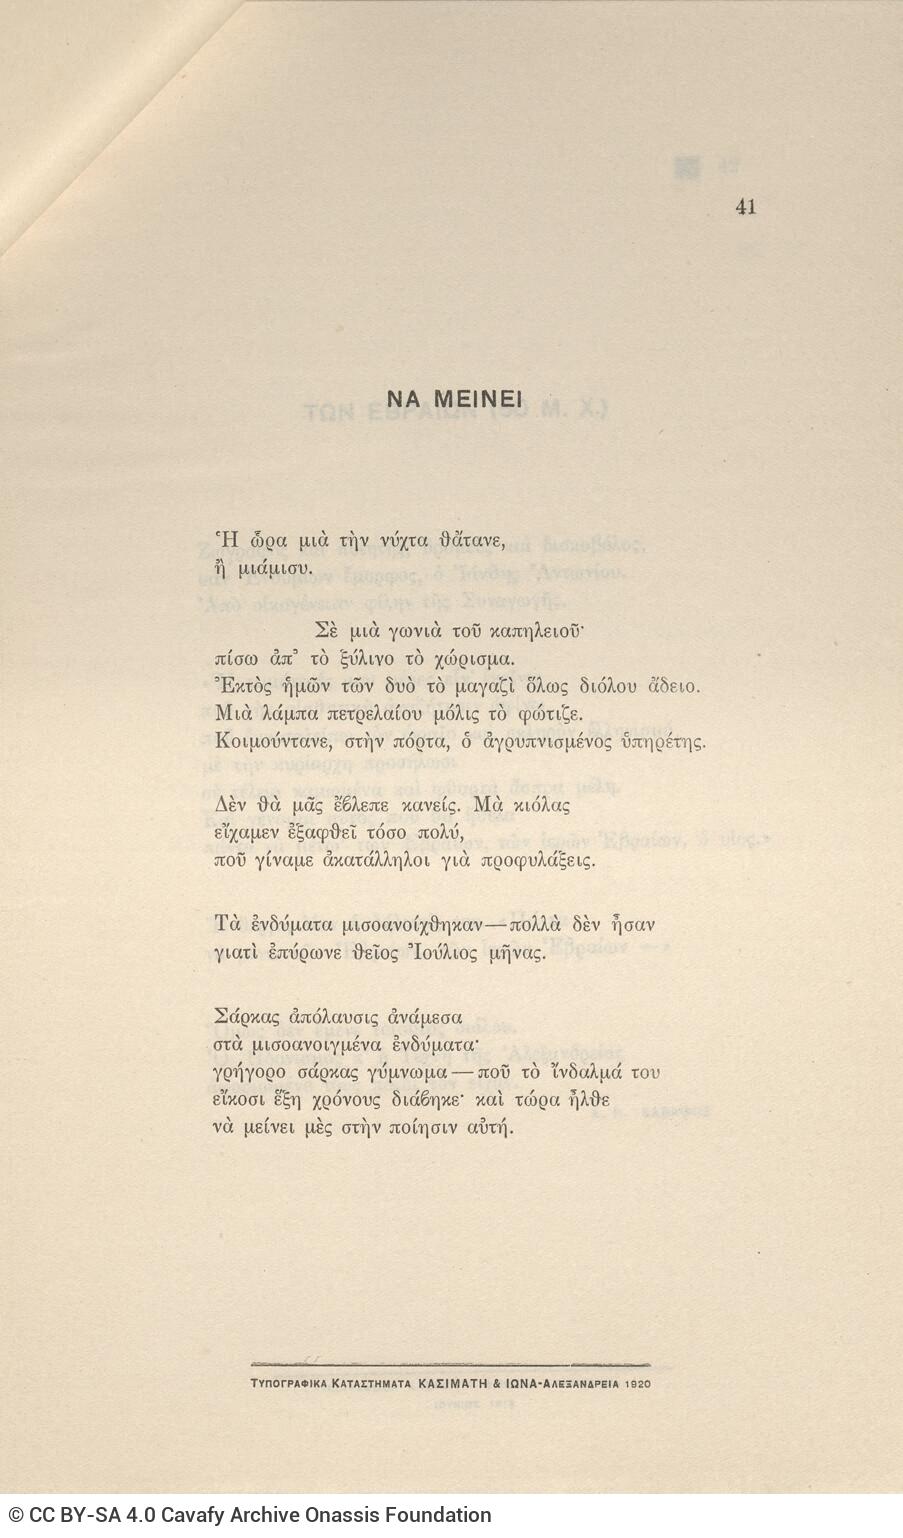 41
ΝΑ ΜΕΙΝΕΙ
Ἡ ὥρα μιὰ τὴν νύχτα θἄτανε,
ἢ μιάμισυ.
Σὲ μιὰ γωνιὰ τοῦ καπηλειοῦ·
πίσω ἀπ᾽ τὸ ξύλινο τὸ χώρισμα.
Ἐκτὸς ἡμῶν τῶν δυὸ τὸ μαγαζὶ ὅλως διόλου ἄδειο.
Μιὰ λάμπα πετρελαίου μόλις τὸ φώτιζε.
Κοιμούντανε, στὴν πόρτα, ὁ ἀγρυπνισμένος ὑπηρέτης.
Δὲν θὰ μᾶς ἔβλεπε κανείς. Μὰ κιόλας
εἴχαμεν ἐξαφθεῖ τόσο πολύ,
ποῦ γίναμε ἀκατάλληλοι γιὰ προφυλάξεις.
Τὰ ἐνδύματα μισοανοίχθηκαν — πολλὰ δὲν ἦσαν
γιατὶ ἐπύρωνε θεῖος Ἰούλιος μῆνας.
Σάρκας ἀπόλαυσις ἀνάμεσα
στὰ μισοανοιγμένα ἐνδύματα·
γρήγορο σάρκας γύμνωμα — ποῦ τὸ ἴνδαλμά του
εἴκοσι ἕξη χρόνους διάβηκε· καὶ τώρα ἦλθε
νὰ μείνει μὲς στὴν ποίησιν αὐτή.
ΤΥΠΟΓΡΑΦΙΚΑ ΚΑΤΑΣΤΗΜΑΤΑ ΚΑΣΙΜΑΤΗ & ΙΩΝΑ-ΑΛΕΞΑΝΔΡΕΙΑ 1920
© CC BY-SA 4.0 Cavafy Archive Onassis Foundation